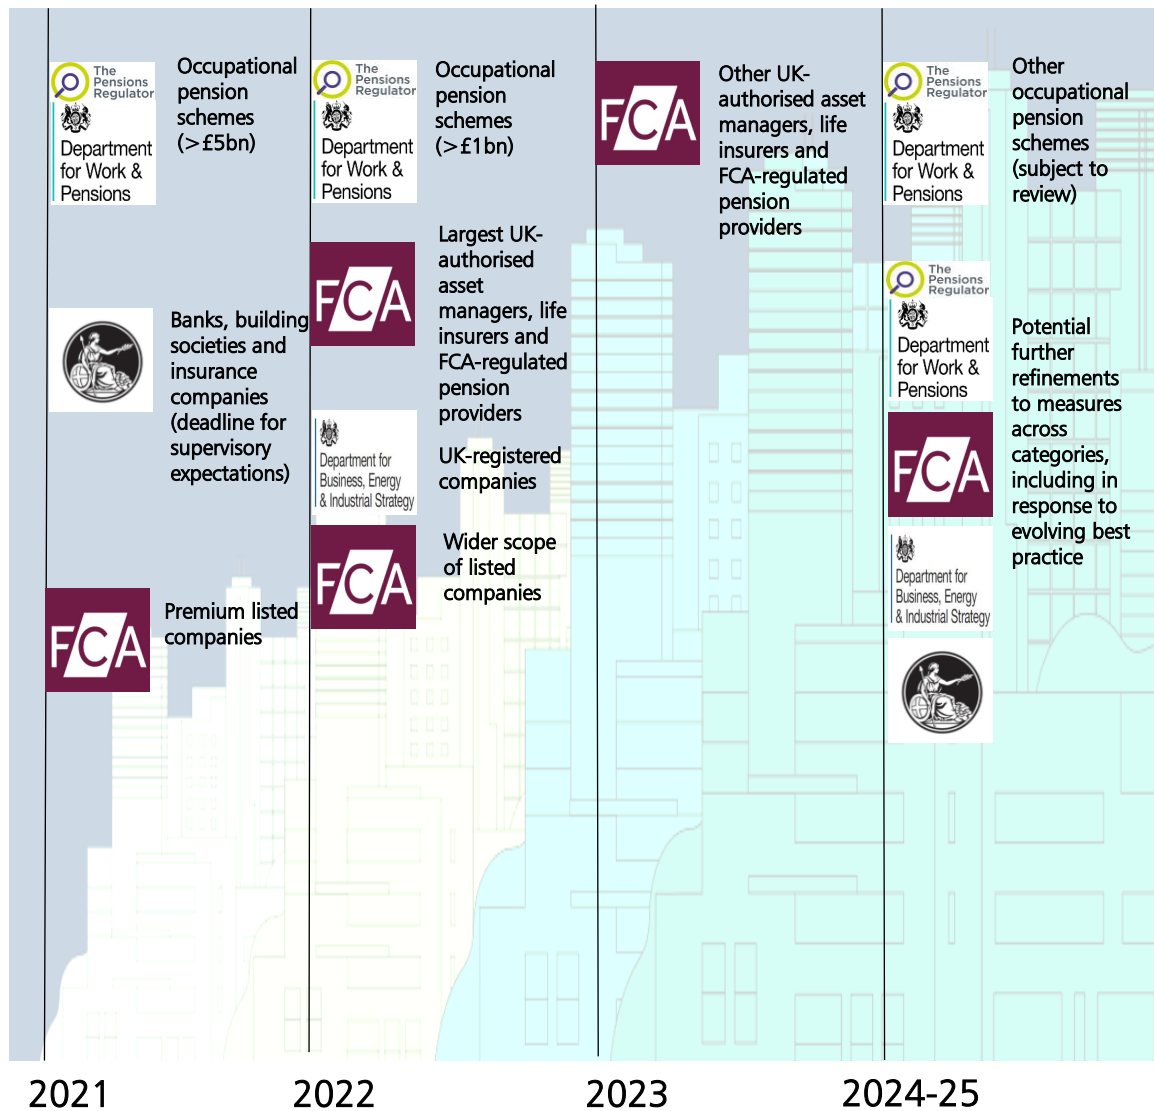 The
Pensions
Regulator
Department
for Work &
Pensions
Occupational
pension
schemes
(>£5bn)
Banks, building
societies and
insurance
companies
(deadline for
supervisory
expectations)
FCA
Premium listed
companies
The
Pensions
Regulator
Department
for Work &
Pensions
Occupational
pension
schemes
(>£1bn)
FCA
Largest UK-
authorised
asset
managers, life
insurers and
FCA-regulated
pension
providers
Department for
Business, Energy
& Industrial Strategy
UK-registered
companies
FCA
Wider scope
of listed
companies
FCA
Other UK-
authorised asset
managers, life
insurers and
FCA-regulated
pension
providers
The
Pensions
Regulator
Department
for Work &
Pensions
Other
occupational
pension
schemes
(subject to
review)
The
Pensions
Regulator
Department
for Work &
Pensions
FCA
Department for
Business, Energy
& Industrial Strategy
Potential
further
refinements
to measures
across
categories,
including in
response to
evolving best
practice
2021
2022
2023
2024-25